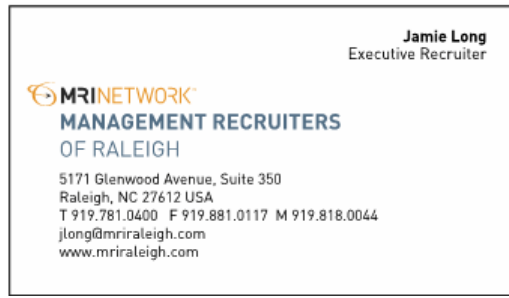 Jamie Long
Executive Recruiter
MRINETWORK™
MANAGEMENT RECRUITERS
OF RALEIGH
5171 Glenwood Avenue, Suite 350
Raleigh, NC 27612 USA
T 919.781.0400 F 919.881.0117 M 919.818.0044
jlong@mriraleigh.com
www.mriraleigh.com